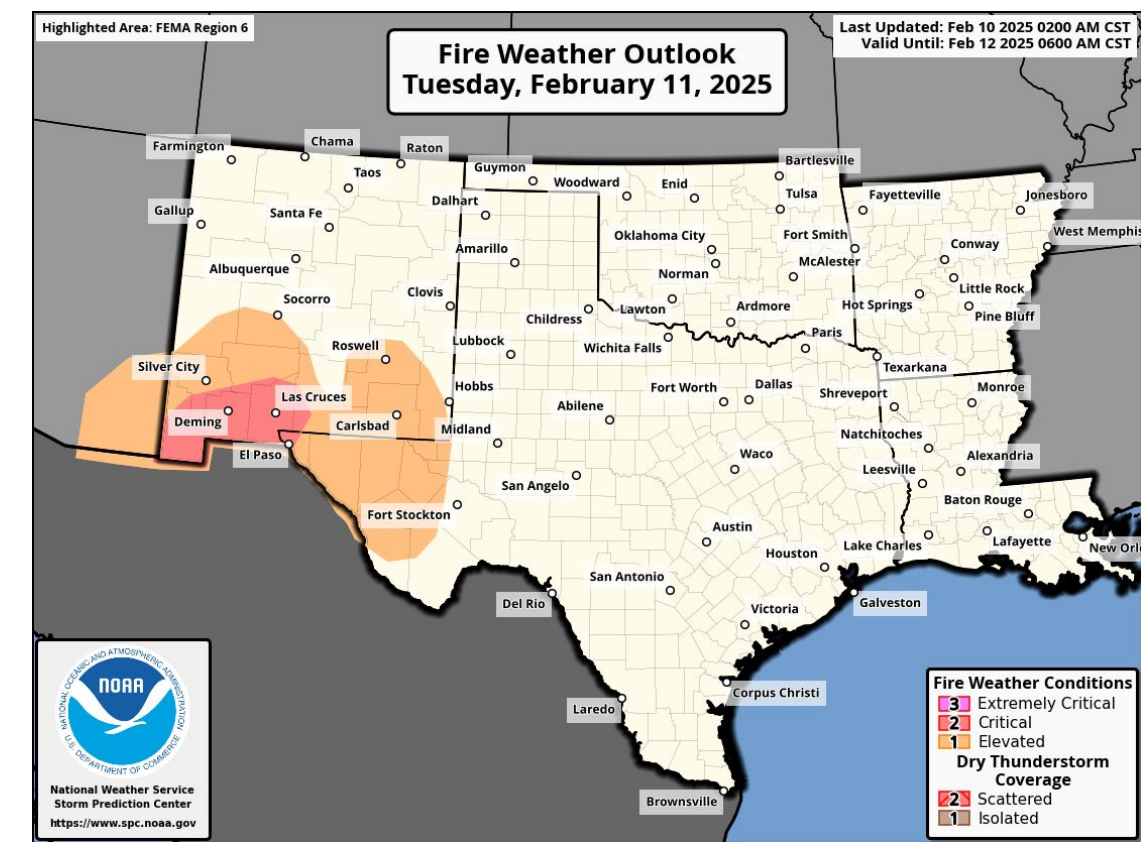 Highlighted Area: FEMA Region 6
Last Updated: Feb 10 2025 0200 AM CST
Valid Until: Feb 12 2025 0600 AM CST
Fire Weather Outlook
Tuesday, February 11, 2025
Farmington
Chama
Raton
Taos
Guymon
Woodward
Enid
Bartlesville
Tulsa
Fayetteville
Jonesboro
Gallup
Santa Fe
Dalhart
Amarillo
Oklahoma City
Fort Smith
West Memphis
Conway
Albuquerque
Norman
McAlester
Little Rock
Socorro
Clovis
Childress
Lawton
Ardmore
Hot Springs
Pine Bluff
Roswell
Lubbock
Wichita Falls
Paris
Silver City
Texarkana
Hobbs
Fort Worth
Dallas
Shreveport
Monroe
Las Cruces
Deming
Carlsbad
Midland
Abilene
Natchitoches
El Paso
Waco
Leesville
Alexandria
San Angelo
Baton Rouge
Fort Stockton
Austin
Houston
Lake Charles
Lafayette
New Orl
San Antonio
Del Rio
Victoria
Galveston
Corpus Christi
Laredo
Brownsville
NATIONAL OCEANIC AND ATMOSPHERIC ADMINISTRATION
NOAA
U.S. DEPARTMENT OF COMMERCE
National Weather Service
Storm Prediction Center
https://www.spc.noaa.gov
Fire Weather Conditions
3 Extremely Critical
2 Critical
1 Elevated
Dry Thunderstorm
Coverage
2 Scattered
1 Isolated